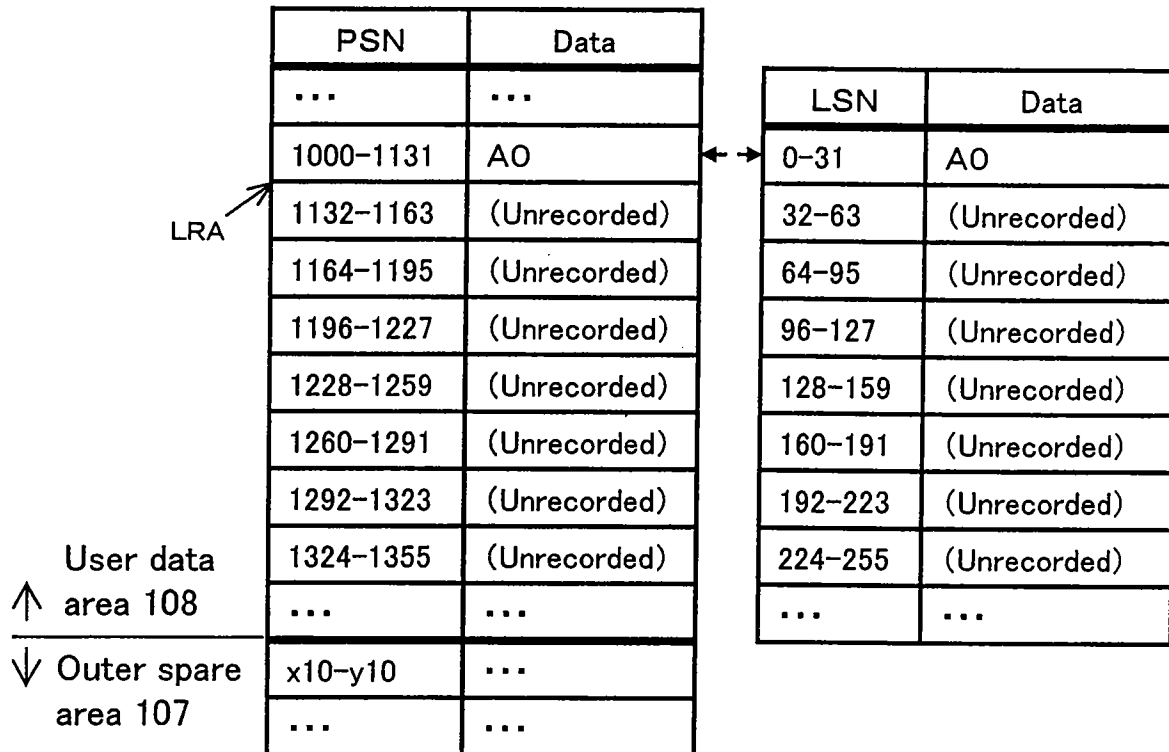 PSN Data
... ...
1000-1131 A0
1132-1163 (Unrecorded)
1164-1195 (Unrecorded)
1196-1227 (Unrecorded)
1228-1259 (Unrecorded)
1260-1291 (Unrecorded)
1292-1323 (Unrecorded)
1324-1355 (Unrecorded)
... ...
x10-y10 ...
... ...
LRA
User data
↑ area 108
↓ Outer spare
area 107
LSN Data
0-31 A0
32-63 (Unrecorded)
64-95 (Unrecorded)
96-127 (Unrecorded)
128-159 (Unrecorded)
160-191 (Unrecorded)
192-223 (Unrecorded)
224-255 (Unrecorded)
... ...